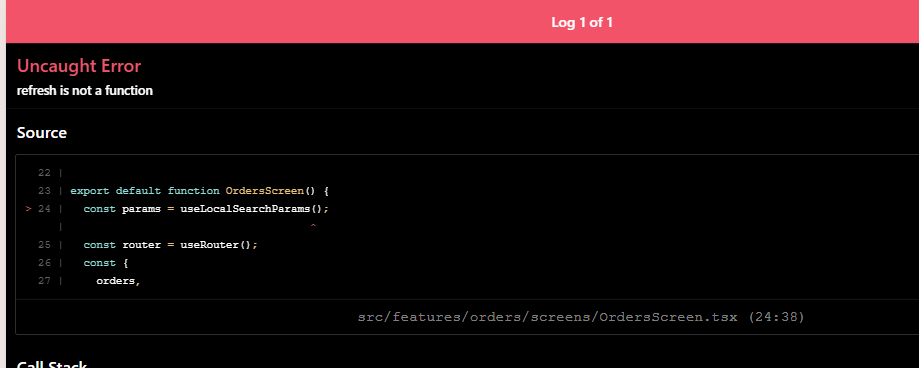 Log 1 of 1
Uncaught Error
refresh is not a function
Source
22 |
23 | export default function OrdersScreen() {
> 24 |   const params = useLocalSearchParams();
|                                      ^
25 |   const router = useRouter();
26 |   const {
27 |     orders,
src/features/orders/screens/OrdersScreen.tsx (24:38)
Call Stack